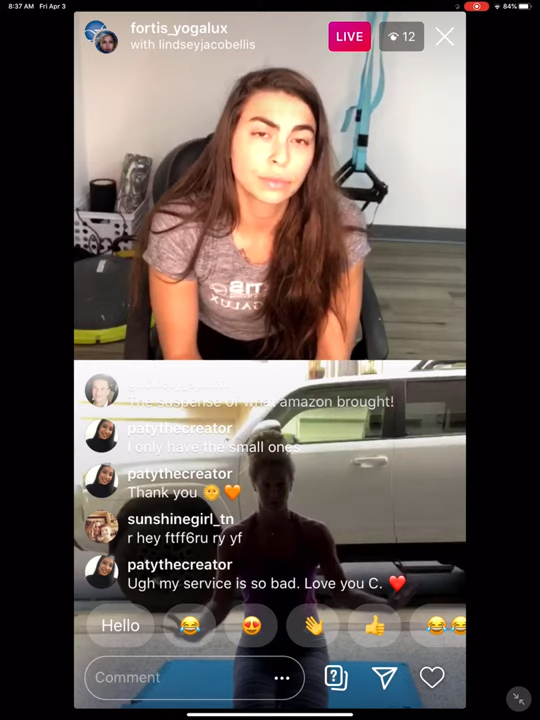 8:37 AM Fri Apr 3
84%
fortis_yogalux
with lindseyjacobellis
LIVE
12
The suspense of what amazon brought!
patythecreator
I only have the small ones
patythecreator
Thank you 🌞 🧡
sunshinegirl_tn
r hey ftff6ru ry yf
patythecreator
Ugh my service is so bad. Love you C. ❤️
Hello 😂 😍 👋 👍 😂😂
Comment